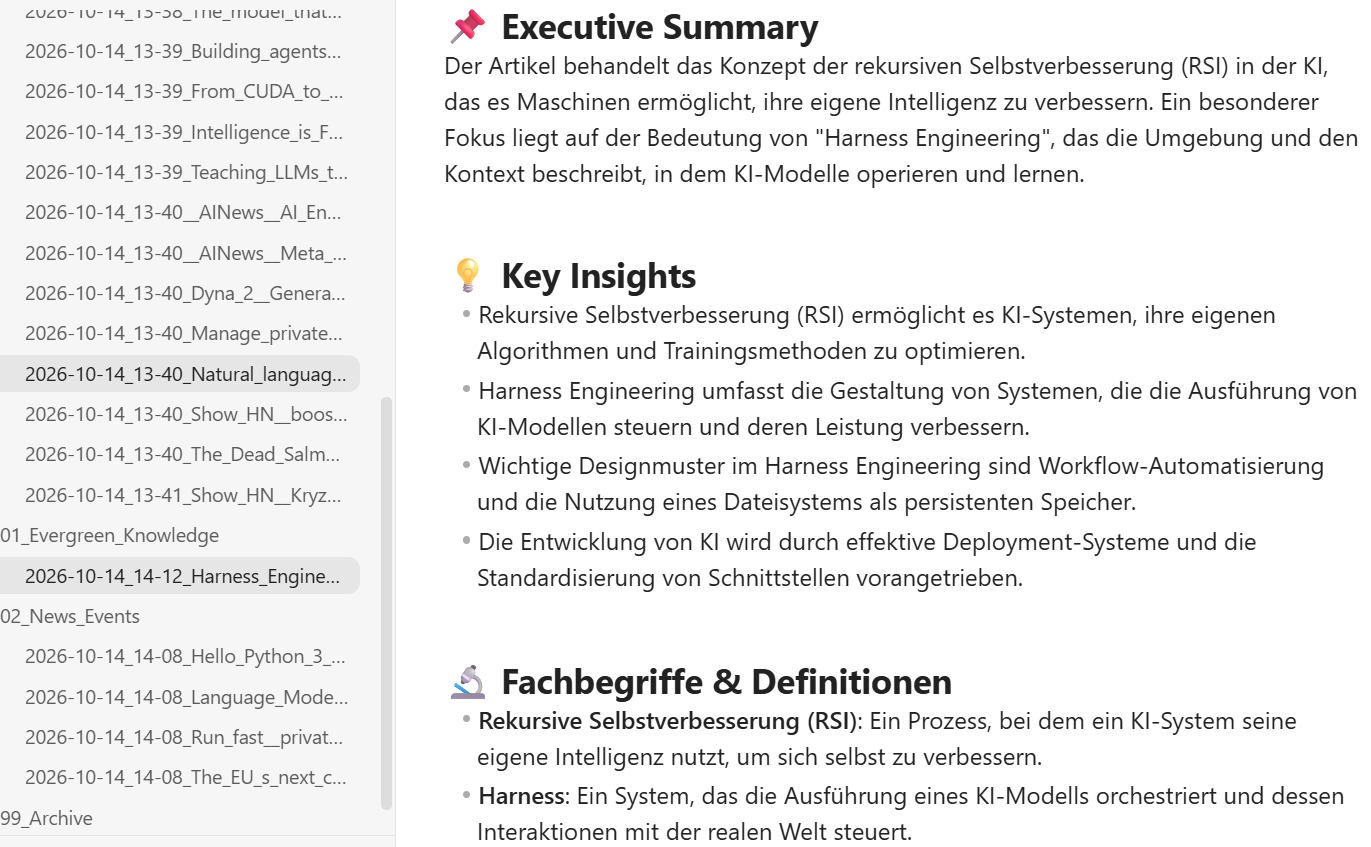 2026-10-14_13-38_The_model_that...
2026-10-14_13-39_Building_agents...
2026-10-14_13-39_From_CUDA_to_...
2026-10-14_13-39_Intelligence_is_F...
2026-10-14_13-39_Teaching_LLMs_t...
2026-10-14_13-40__AINews__AI_En...
2026-10-14_13-40__AINews__Meta_...
2026-10-14_13-40_Dyna_2__Genera...
2026-10-14_13-40_Manage_private...
2026-10-14_13-40_Natural_languag...
2026-10-14_13-40_Show_HN__boos...
2026-10-14_13-40_The_Dead_Salm...
2026-10-14_13-41_Show_HN__Kryz...
01_Evergreen_Knowledge
2026-10-14_14-12_Harness_Engine...
02_News_Events
2026-10-14_14-08_Hello_Python_3_...
2026-10-14_14-08_Language_Mode...
2026-10-14_14-08_Run_fast__privat...
2026-10-14_14-08_The_EU_s_next_c...
99_Archive
Executive Summary
Der Artikel behandelt das Konzept der rekursiven Selbstverbesserung (RSI) in der KI,
das es Maschinen ermöglicht, ihre eigene Intelligenz zu verbessern. Ein besonderer
Fokus liegt auf der Bedeutung von "Harness Engineering", das die Umgebung und den
Kontext beschreibt, in dem KI-Modelle operieren und lernen.
Key Insights
Rekursive Selbstverbesserung (RSI) ermöglicht es KI-Systemen, ihre eigenen
Algorithmen und Trainingsmethoden zu optimieren.
Harness Engineering umfasst die Gestaltung von Systemen, die die Ausführung von
KI-Modellen steuern und deren Leistung verbessern.
Wichtige Designmuster im Harness Engineering sind Workflow-Automatisierung
und die Nutzung eines Dateisystems als persistenten Speicher.
Die Entwicklung von KI wird durch effektive Deployment-Systeme und die
Standardisierung von Schnittstellen vorangetrieben.
Fachbegriffe & Definitionen
Rekursive Selbstverbesserung (RSI): Ein Prozess, bei dem ein KI-System seine
eigene Intelligenz nutzt, um sich selbst zu verbessern.
Harness: Ein System, das die Ausführung eines KI-Modells orchestriert und dessen
Interaktionen mit der realen Welt steuert.